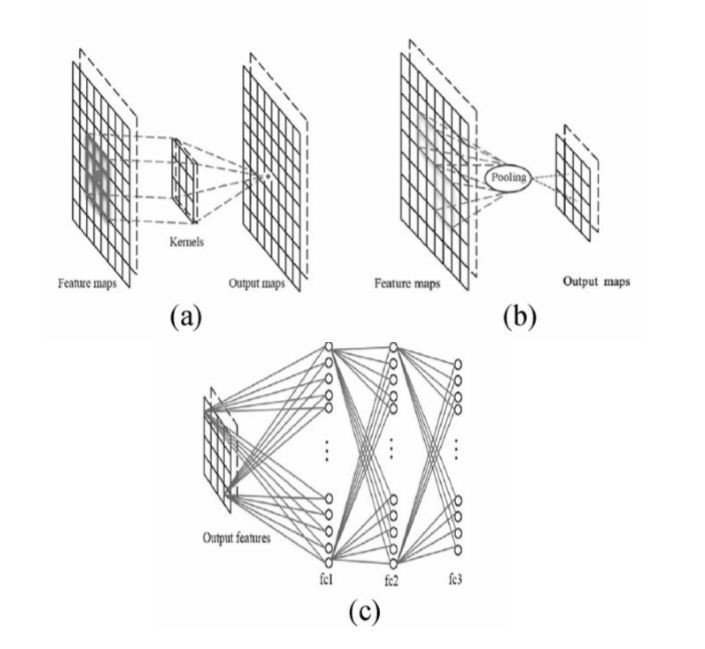 Kernels
Feature maps
Output maps
(a)
Pooling
Feature maps
Output maps
(b)
Output features
fc1
fc2
fc3
(c)